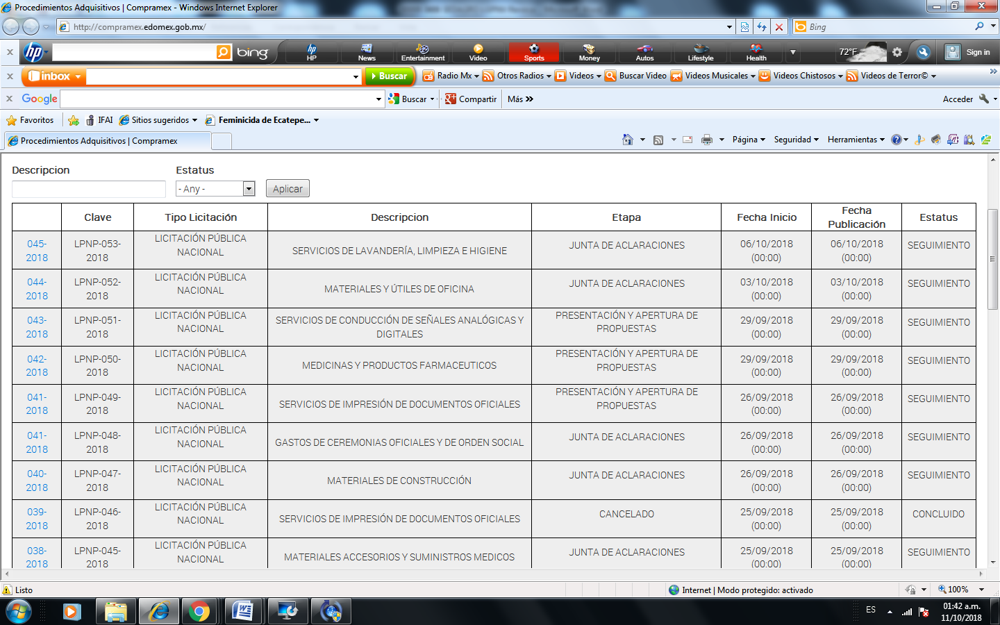 Procedimientos Adquisitivos | Compramex - Windows Internet Explorer
http://compramex.edomex.gob.mx/
Bing
hp
bing
HP
News
Entertainment
Video
Sports
Money
Autos
Lifestyle
Health
72°F
Sign in
inbox
Buscar
Radio Mx
Otros Radios
Videos
Buscar Video
Videos Musicales
Videos Chistosos
Videos de Terror©
Google
Buscar
Compartir
Más
Acceder
Favoritos
IFAI
Sitios sugeridos
Feminicida de Ecatepe...
Procedimientos Adquisitivos | Compramex
Página
Seguridad
Herramientas
Descripcion
Estatus
- Any -
Aplicar
Clave
Tipo Licitación
Descripcion
Etapa
Fecha Inicio
Fecha
Publicación
Estatus
045-
2018
LPNP-053-
2018
LICITACIÓN PÚBLICA
NACIONAL
SERVICIOS DE LAVANDERÍA, LIMPIEZA E HIGIENE
JUNTA DE ACLARACIONES
06/10/2018
(00:00)
06/10/2018
(00:00)
SEGUIMIENTO
044-
2018
LPNP-052-
2018
LICITACIÓN PÚBLICA
NACIONAL
MATERIALES Y ÚTILES DE OFICINA
JUNTA DE ACLARACIONES
03/10/2018
(00:00)
03/10/2018
(00:00)
SEGUIMIENTO
043-
2018
LPNP-051-
2018
LICITACIÓN PÚBLICA
NACIONAL
SERVICIOS DE CONDUCCIÓN DE SEÑALES ANALÓGICAS Y
DIGITALES
PRESENTACIÓN Y APERTURA DE
PROPUESTAS
29/09/2018
(00:00)
29/09/2018
(00:00)
SEGUIMIENTO
042-
2018
LPNP-050-
2018
LICITACIÓN PÚBLICA
NACIONAL
MEDICINAS Y PRODUCTOS FARMACEUTICOS
PRESENTACIÓN Y APERTURA DE
PROPUESTAS
29/09/2018
(00:00)
29/09/2018
(00:00)
SEGUIMIENTO
041-
2018
LPNP-049-
2018
LICITACIÓN PÚBLICA
NACIONAL
SERVICIOS DE IMPRESIÓN DE DOCUMENTOS OFICIALES
PRESENTACIÓN Y APERTURA DE
PROPUESTAS
26/09/2018
(00:00)
26/09/2018
(00:00)
SEGUIMIENTO
041-
2018
LPNP-048-
2018
LICITACIÓN PÚBLICA
NACIONAL
GASTOS DE CEREMONIAS OFICIALES Y DE ORDEN SOCIAL
JUNTA DE ACLARACIONES
26/09/2018
(00:00)
26/09/2018
(00:00)
SEGUIMIENTO
040-
2018
LPNP-047-
2018
LICITACIÓN PÚBLICA
NACIONAL
MATERIALES DE CONSTRUCCIÓN
JUNTA DE ACLARACIONES
26/09/2018
(00:00)
26/09/2018
(00:00)
SEGUIMIENTO
039-
2018
LPNP-046-
2018
LICITACIÓN PÚBLICA
NACIONAL
SERVICIOS DE IMPRESIÓN DE DOCUMENTOS OFICIALES
CANCELADO
25/09/2018
(00:00)
25/09/2018
(00:00)
CONCLUIDO
038-
2018
LPNP-045-
2018
LICITACIÓN PÚBLICA
NACIONAL
MATERIALES ACCESORIOS Y SUMINISTROS MEDICOS
JUNTA DE ACLARACIONES
25/09/2018
(00:00)
25/09/2018
(00:00)
SEGUIMIENTO
Listo
Internet | Modo protegido: activado
100%
ES
01:42 a.m.
11/10/2018